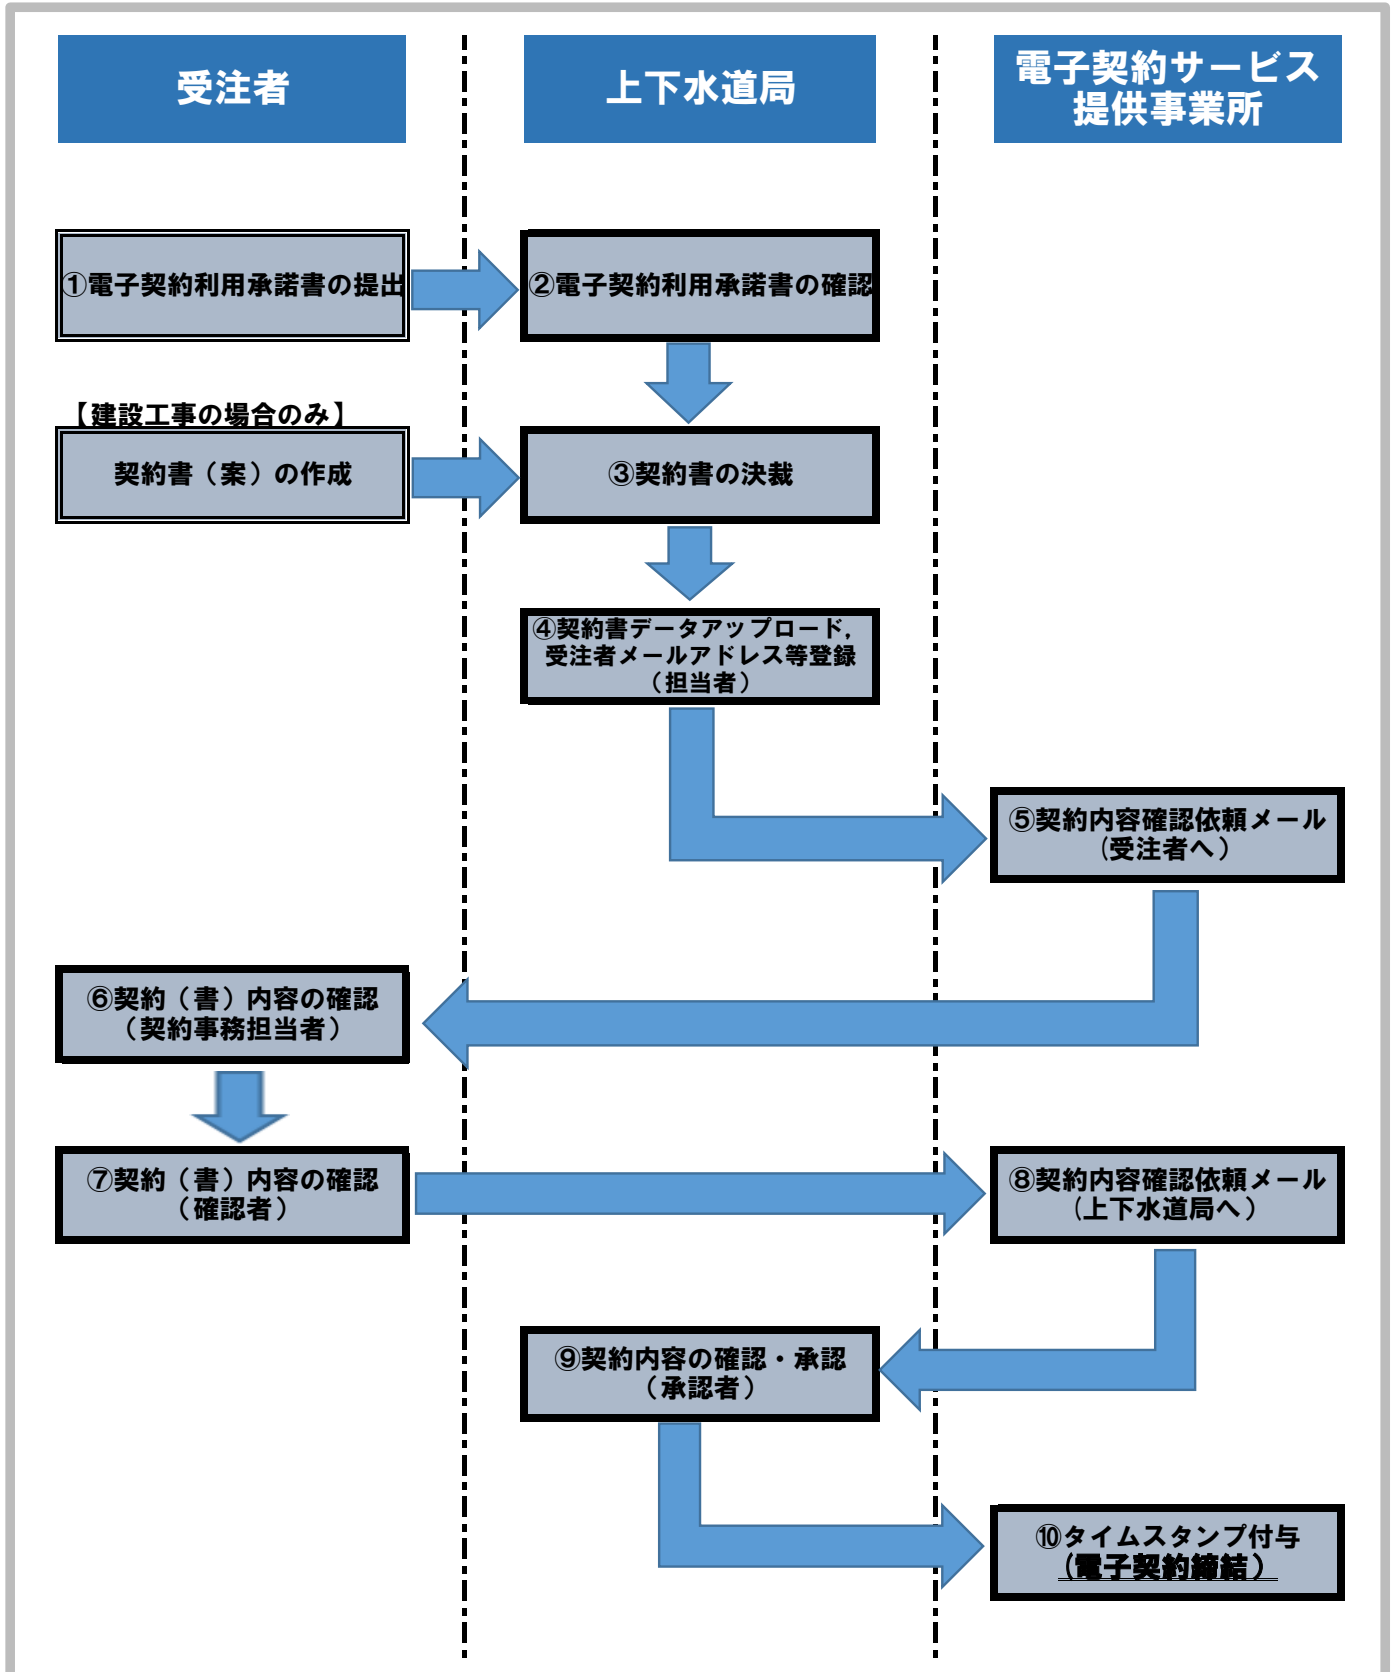 受注者
上下水道局
電子契約サービス
提供事業所
①電子契約利用承諾書の提出
②電子契約利用承諾書の確認
【建設工事の場合のみ】
契約書（案）の作成
③契約書の決裁
④契約書データアップロード,
受注者メールアドレス等登録
（担当者）
⑤契約内容確認依頼メール
(受注者へ）
⑥契約（書）内容の確認
（契約事務担当者）
⑦契約（書）内容の確認
（確認者）
⑧契約内容確認依頼メール
(上下水道局へ）
⑨契約内容の確認・承認
（承認者）
⑩タイムスタンプ付与
(電子契約締結）